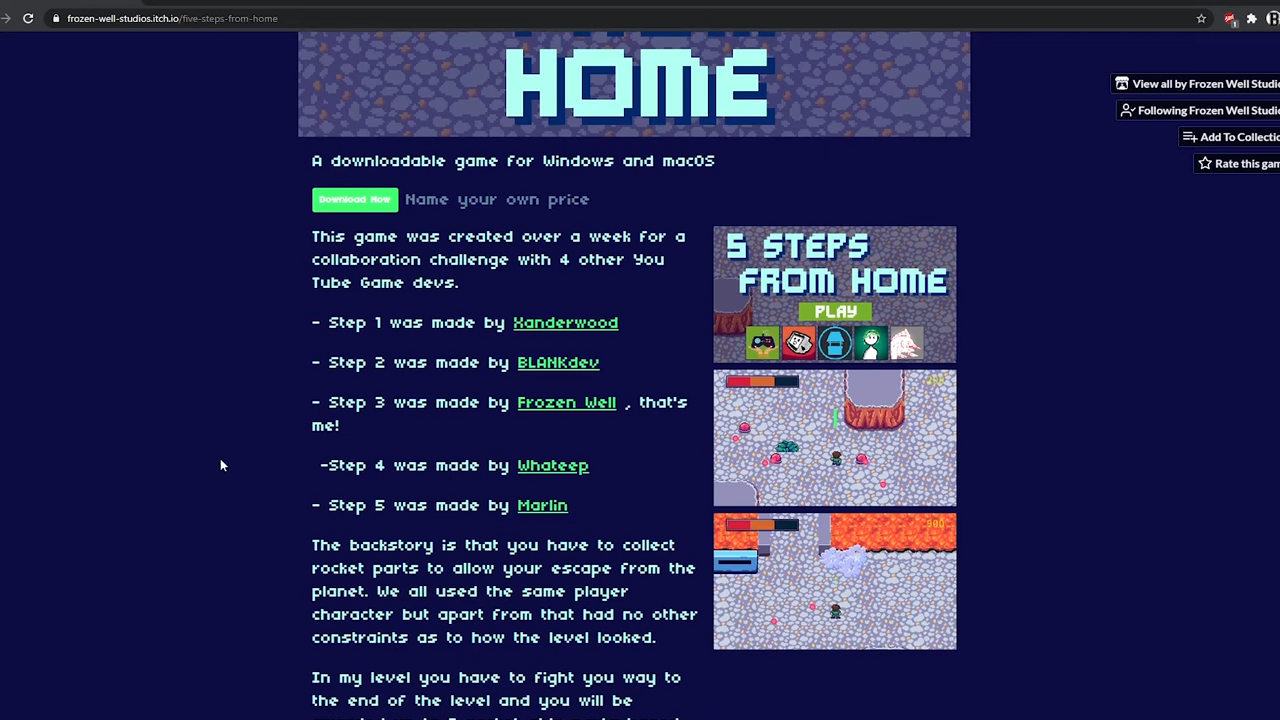 frozen-well-studios.itch.io/five-steps-from-home
HOME
View all by Frozen Well Studio
Following Frozen Well Studio
Add To Collectio
Rate this gam
A downloadable game for Windows and macOS
Download Now Name your own price
This game was created over a week for a
collaboration challenge with 4 other You
Tube Game devs.
- Step 1 was made by Xanderwood
- Step 2 was made by BLANKdev
- Step 3 was made by Frozen Well , that's
me!
-Step 4 was made by Whateep
- Step 5 was made by Marlin
The backstory is that you have to collect
rocket parts to allow your escape from the
planet. We all used the same player
character but apart from that had no other
constraints as to how the level looked.
In my level you have to fight you way to
the end of the level and you will be
5 STEPS
FROM HOME
PLAY
900